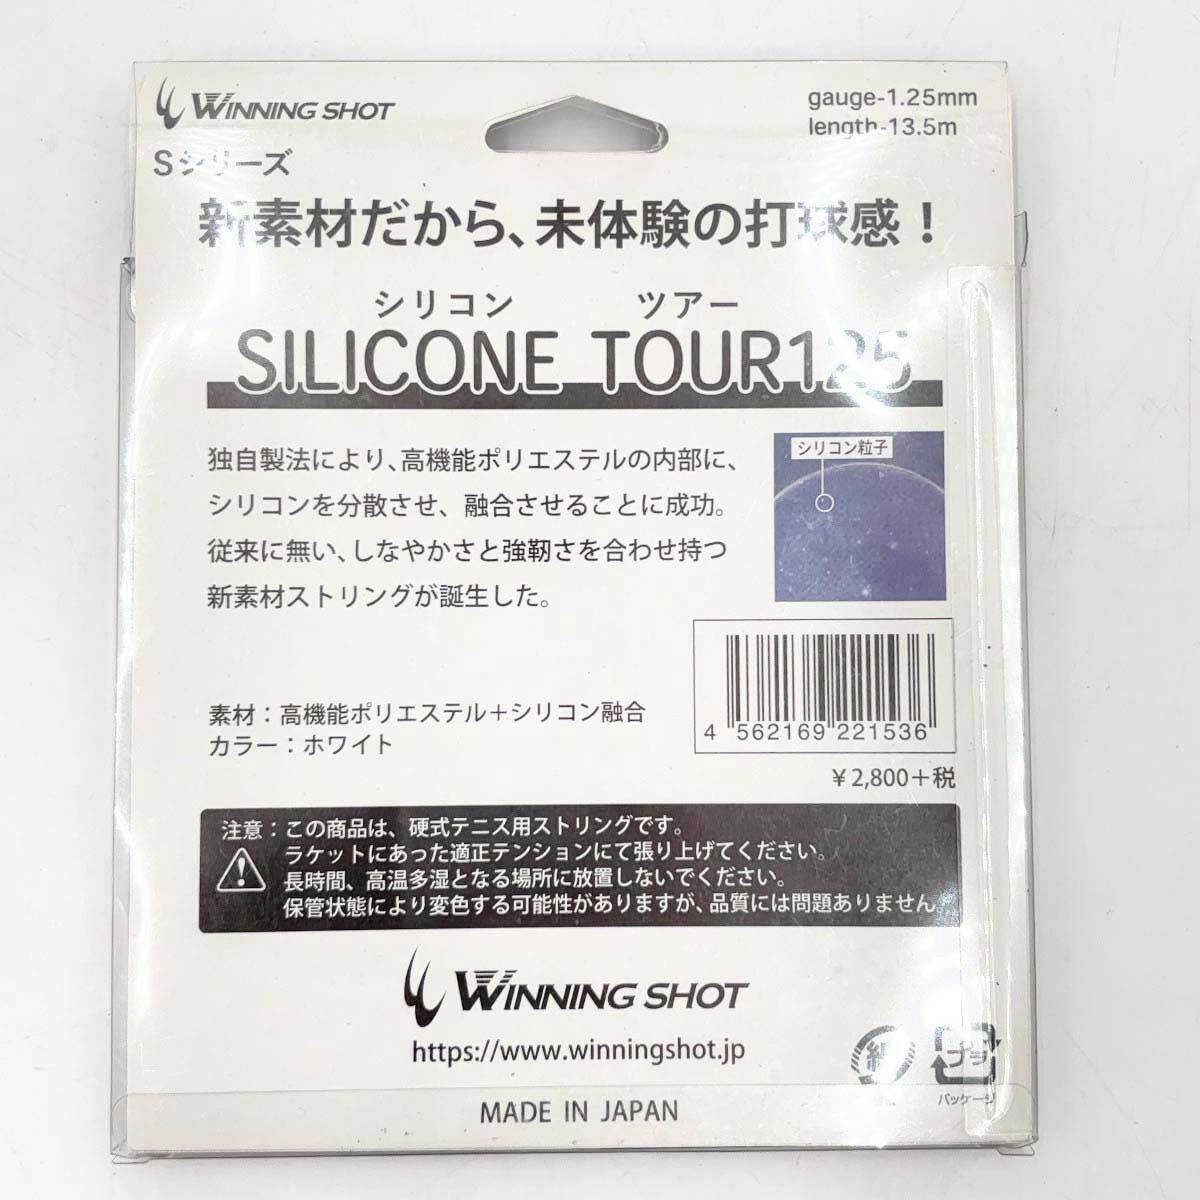 WINNING SHOT
gauge-1.25mm
length-13.5m
Sシリーズ
新素材だから、未体験の打球感！
シリコン ツアー
SILICONE TOUR125
独自製法により、高機能ポリエステルの内部に、
シリコンを分散させ、融合させることに成功。
従来に無い、しなやかさと強靭さを合わせ持つ
新素材ストリングが誕生した。
シリコン粒子
素材：高機能ポリエステル＋シリコン融合
カラー：ホワイト
4 562169 221536
￥2,800＋税
注意：この商品は、硬式テニス用ストリングです。
ラケットにあった適正テンションにて張り上げてください。
長時間、高温多湿となる場所に放置しないでください。
保管状態により変色する可能性がありますが、品質には問題ありません。
WINNING SHOT
https://www.winningshot.jp
紙
プラ
パッケージ
MADE IN JAPAN